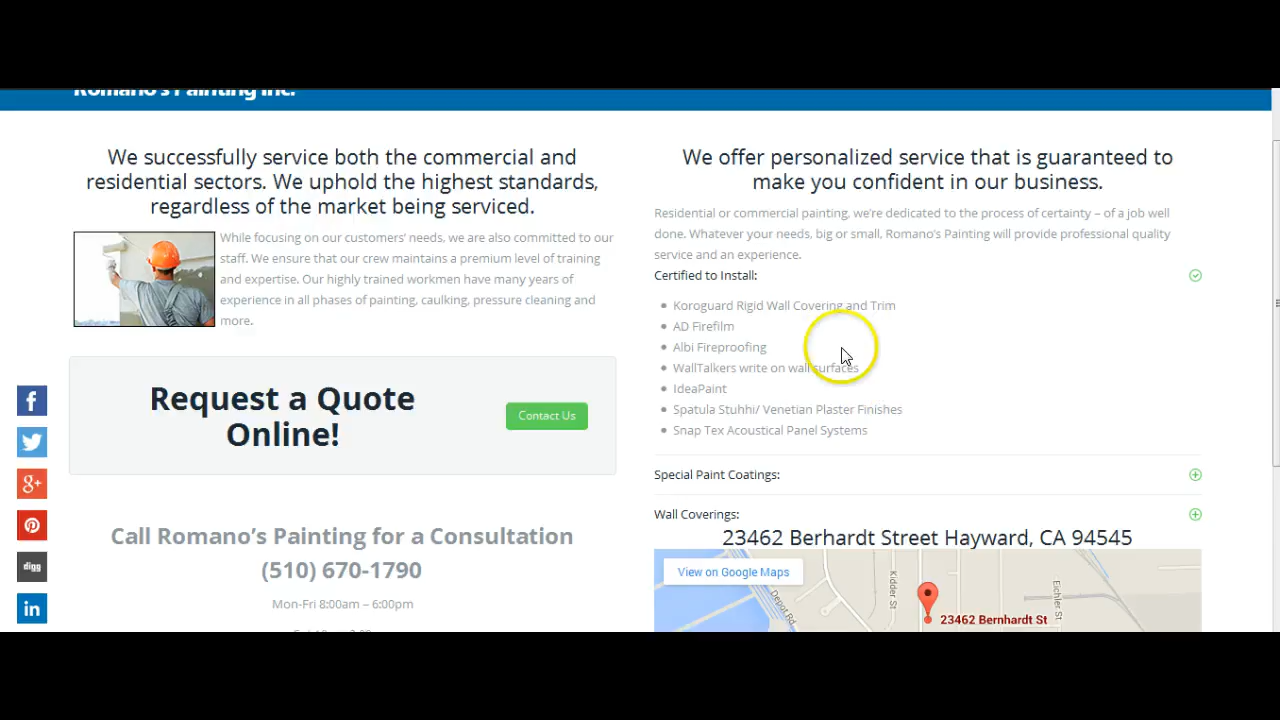 Romano's Painting Inc.
We successfully service both the commercial and
residential sectors. We uphold the highest standards,
regardless of the market being serviced.
While focusing on our customers' needs, we are also committed to our
staff. We ensure that our crew maintains a premium level of training
and expertise. Our highly trained workmen have many years of
experience in all phases of painting, caulking, pressure cleaning and
more.
Request a Quote
Online!
Contact Us
Call Romano's Painting for a Consultation
(510) 670-1790
Mon-Fri 8:00am – 6:00pm
We offer personalized service that is guaranteed to
make you confident in our business.
Residential or commercial painting, we're dedicated to the process of certainty – of a job well
done. Whatever your needs, big or small, Romano's Painting will provide professional quality
service and an experience.
Certified to Install:
Koroguard Rigid Wall Covering and Trim
AD Firefilm
Albi Fireproofing
WallTalkers write on wall surfaces
IdeaPaint
Spatula Stuhhi/ Venetian Plaster Finishes
Snap Tex Acoustical Panel Systems
Special Paint Coatings:
Wall Coverings:
23462 Berhardt Street Hayward, CA 94545
View on Google Maps
Depot Rd
Kidder St
Eichler St
23462 Bernhardt St
f
g+
digg
in